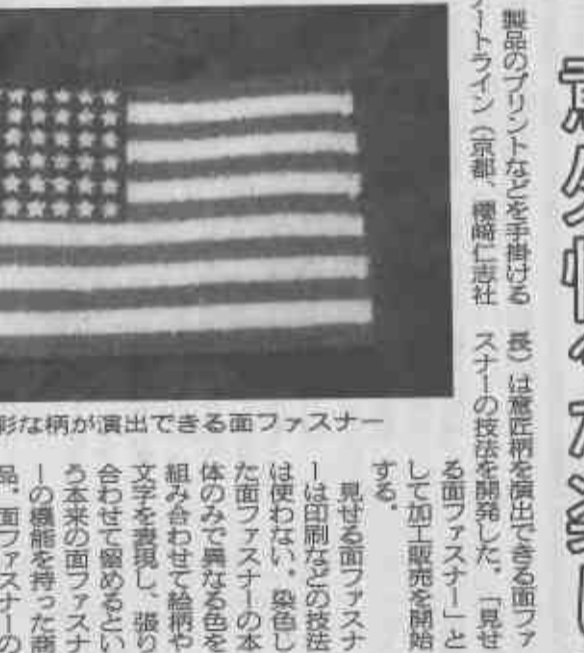 製品のプリントなどを手掛ける
ートライン（京都、櫻﨑仁志社
長）は意匠柄を演出できる面ファ
スナーの技法を開発した。「見せ
る面ファスナー」と
して加工販売を開始
する。
見せる面ファスナ
ーは印刷などの技法
は使わない。染色し
た面ファスナーの本
体のみで異なる色を
組み合わせて絵柄や
文字を表現し、張り
合わせて留めるとい
う本来の面ファスナ
ーの機能を持った商
品。面ファスナーの
彩な柄が演出できる面ファスナー